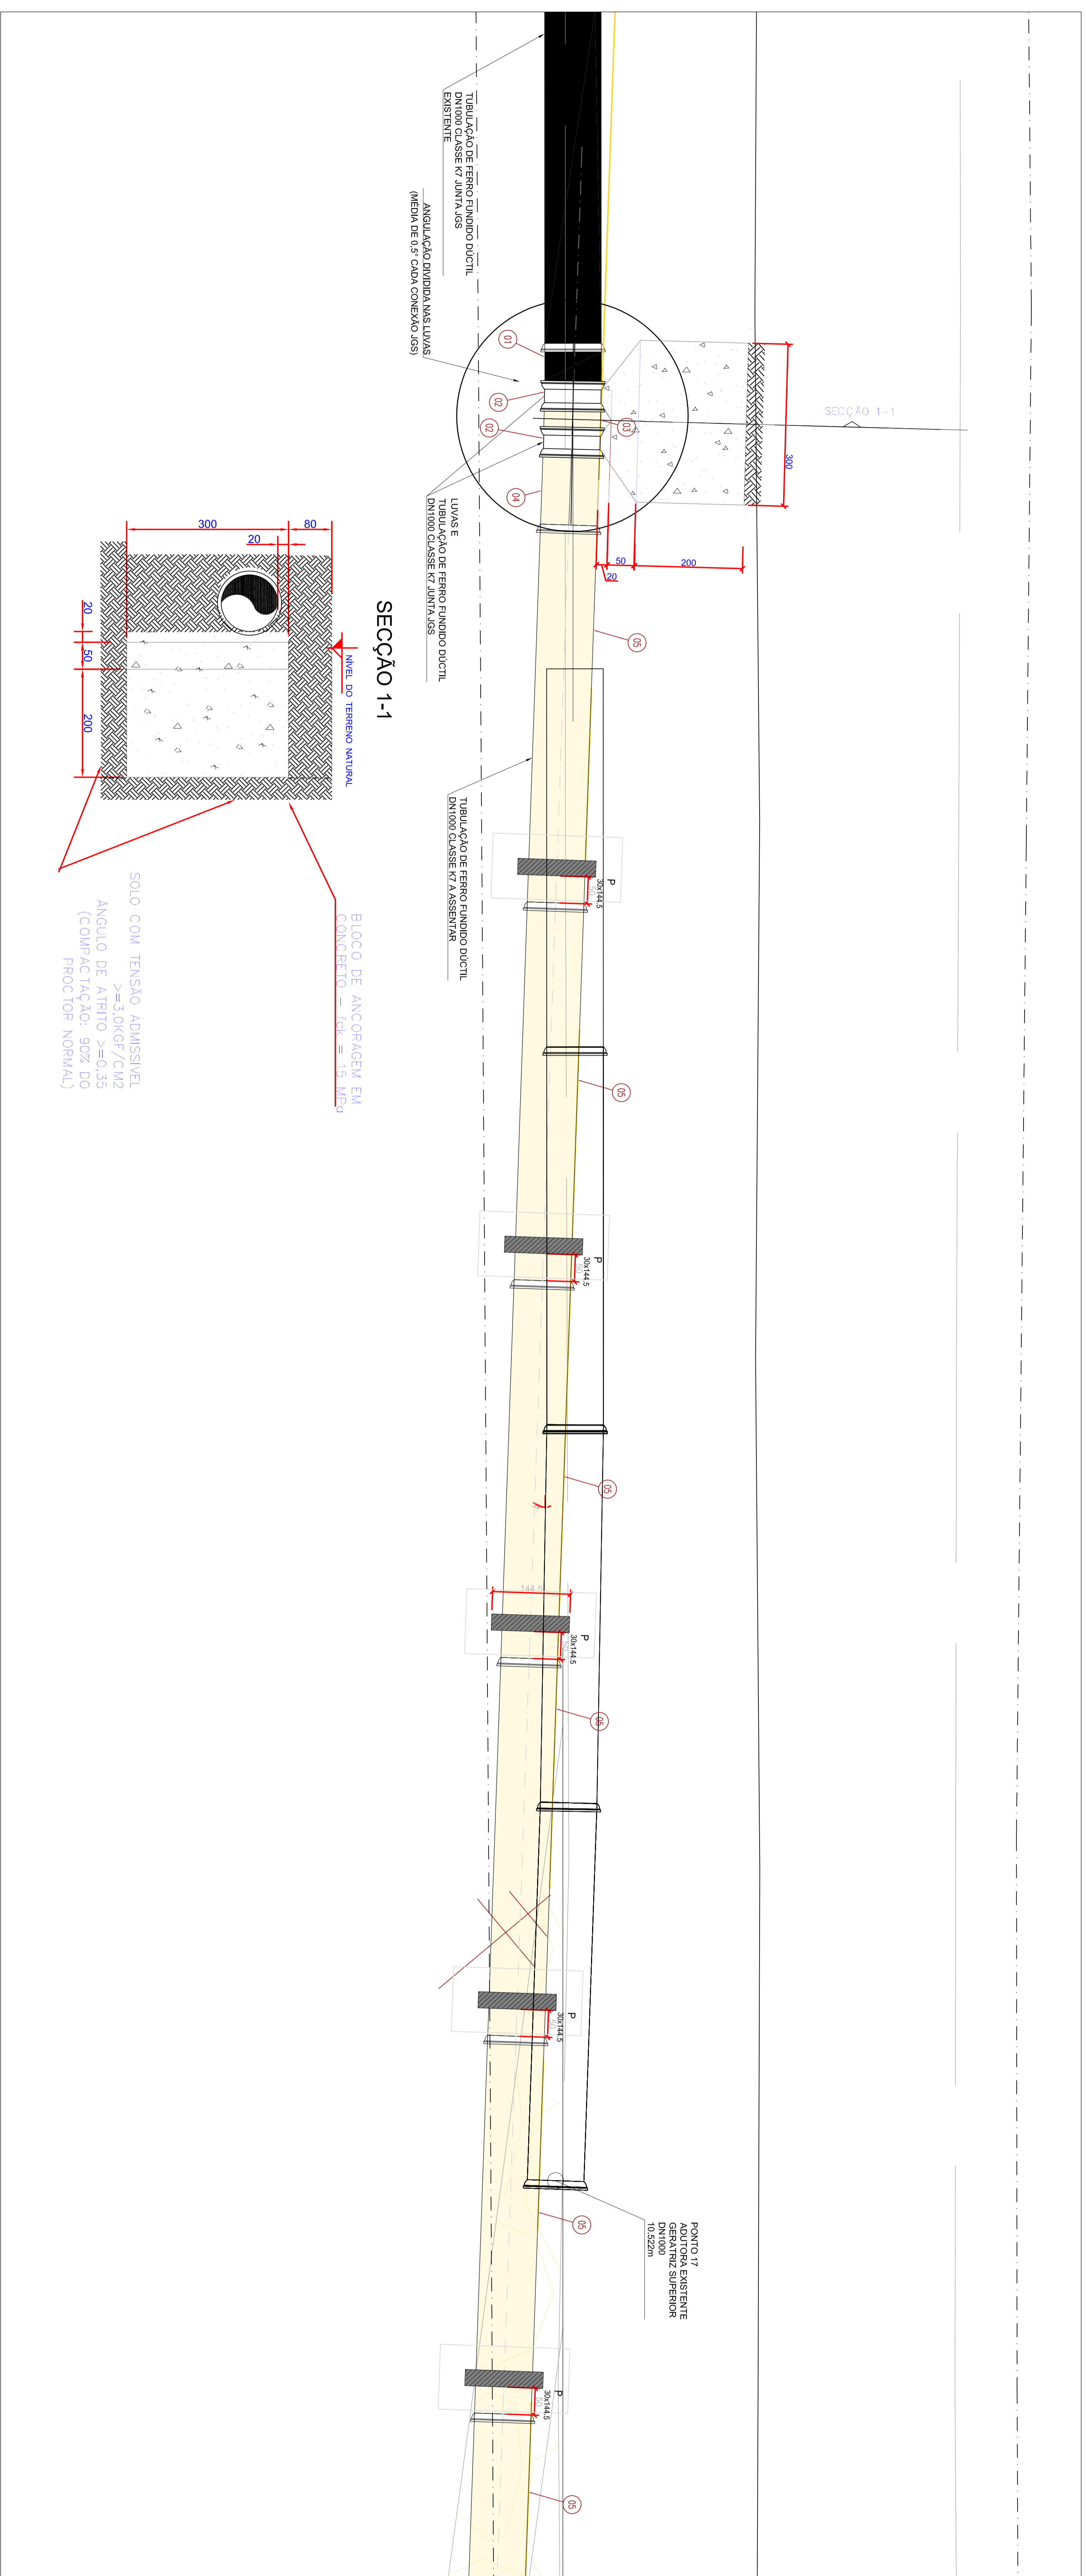 TUBULAÇÃO DE FERRO FUNDIDO DÚCTIL
DN1000 CLASSE K7 JUNTA JGS
EXISTENTE
ANGULAÇÃO DIVIDIDA NAS LUVAS
(MÉDIA DE 0,5° CADA CONEXÃO JGS)
01
02
02
03
04
SECÇÃO 1-1
300
200
50
20
LUVAS E
TUBULAÇÃO DE FERRO FUNDIDO DÚCTIL
DN1000 CLASSE K7 JUNTA JGS
05
SECÇÃO 1-1
NÍVEL DO TERRENO NATURAL
80
300
20
20
50
200
BLOCO DE ANCORAGEM EM
CONCRETO - fck = 15 MPa
SOLO COM TENSÃO ADMISSÍVEL
>=3,0KGF/CM2
ÂNGULO DE ATRITO >=0,35
(COMPACTAÇÃO: 90% DO
PROCTOR NORMAL)
TUBULAÇÃO DE FERRO FUNDIDO DÚCTIL
DN1000 CLASSE K7 A ASSENTAR
P
30x144.5
50
05
P
30x144.5
50
05
144.5
P
30x144.5
50
05
P
30x144.5
50
PONTO 17
ADUTORA EXISTENTE
GERATRIZ SUPERIOR
DN1000
10.522m
05
P
30x144.5
50
05